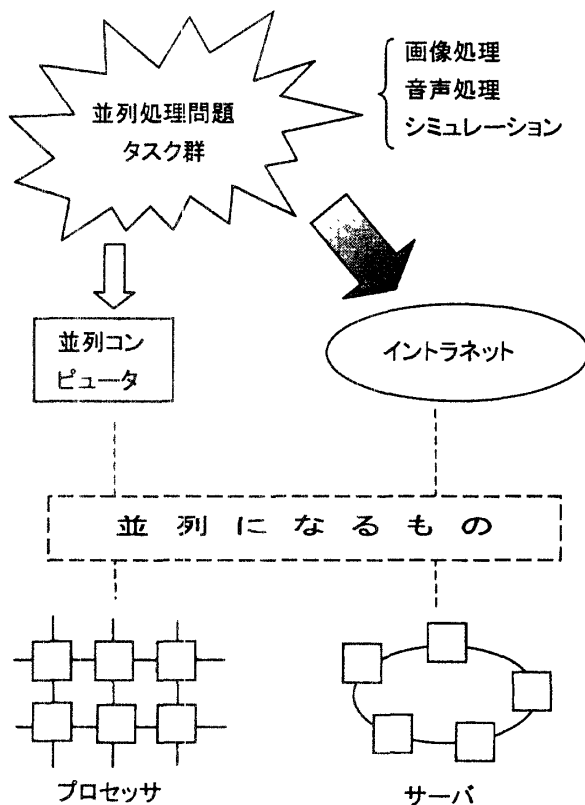 並列処理問題
タスク群
画像処理
音声処理
シミュレーション
並列コン
ピュータ
イントラネット
並列になるもの
プロセッサ
サーバ